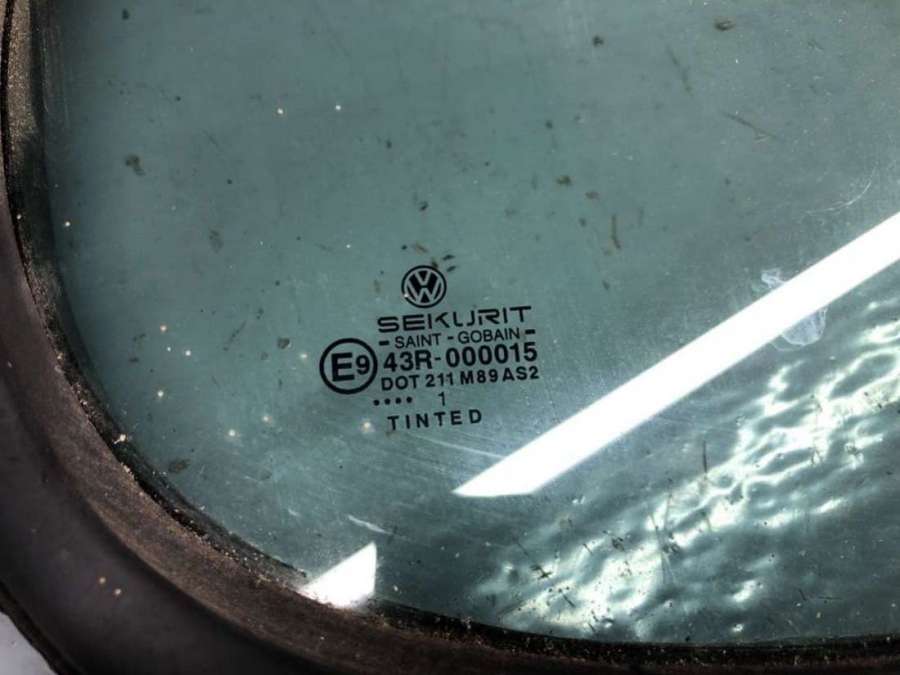 SEKURIT
- SAINT - GOBAIN -
E9 43R-000015
DOT 211 M89 AS2
.... 1
TINTED